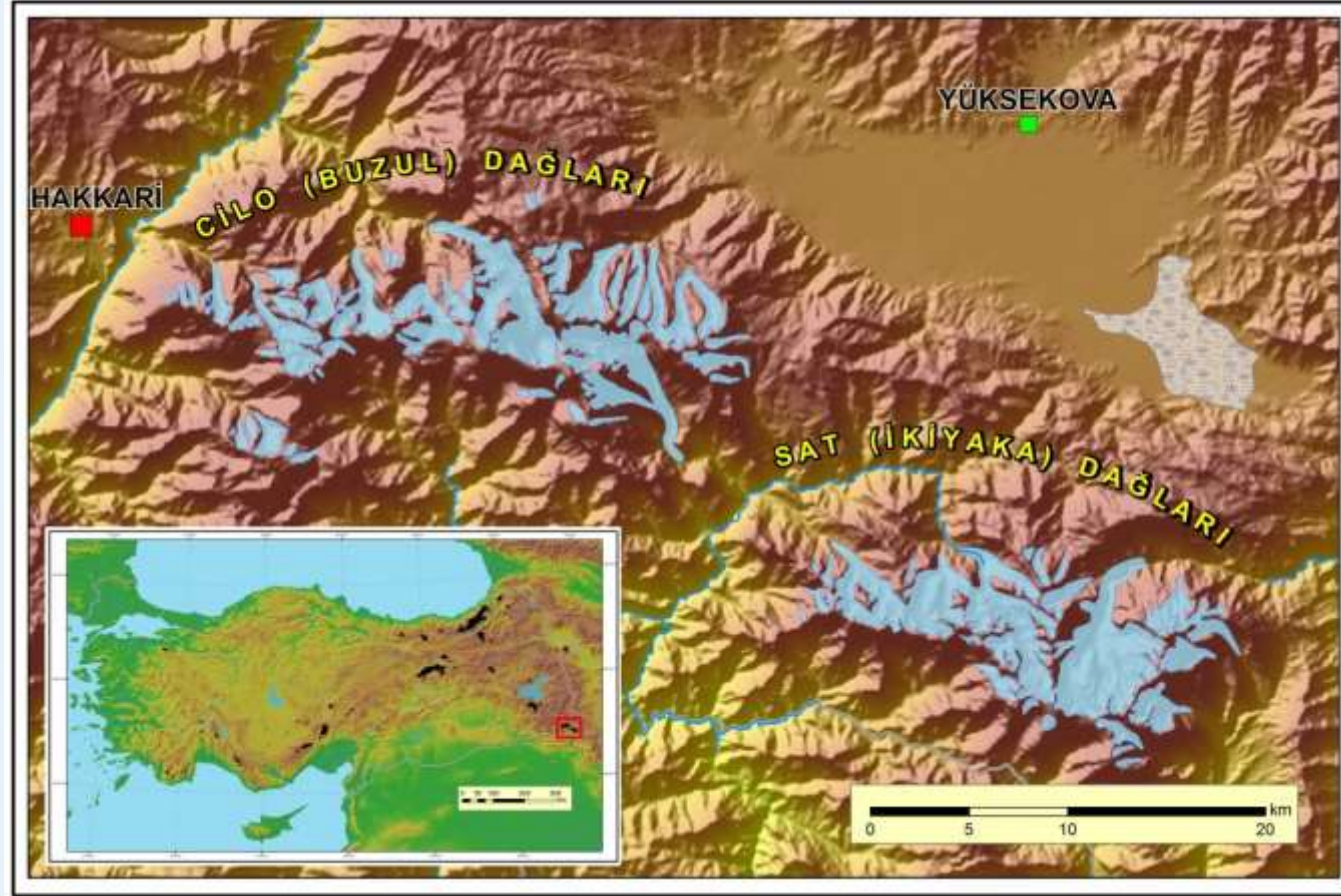 YÜKSEKOVA
HAKKARİ
CİLO (BUZUL) DAĞLARI
SAT (İKİYAKA) DAĞLARI
km
0 5 10 20